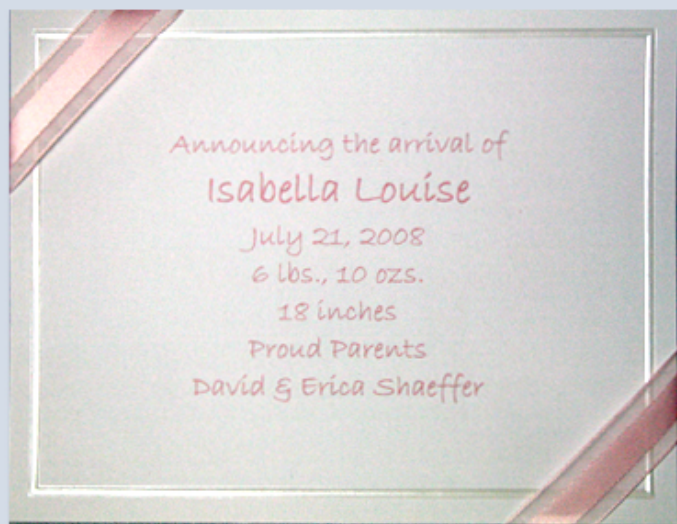 Announcing the arrival of
Isabella Louise
July 21, 2008
6 lbs., 10 ozs.
18 inches
Proud Parents
David & Erica Shaeffer